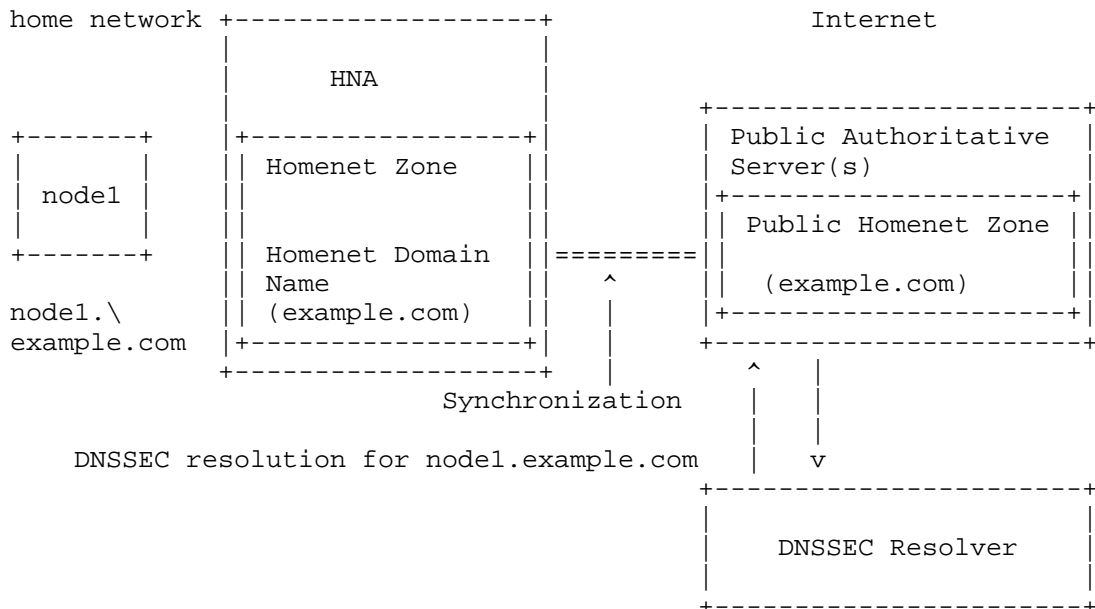 home network
Internet
HNA
node1
Homenet Zone
Homenet Domain
Name
(example.com)
node1.\
example.com
Public Authoritative
Server(s)
Public Homenet Zone
(example.com)
Synchronization
DNSSEC resolution for node1.example.com
DNSSEC Resolver